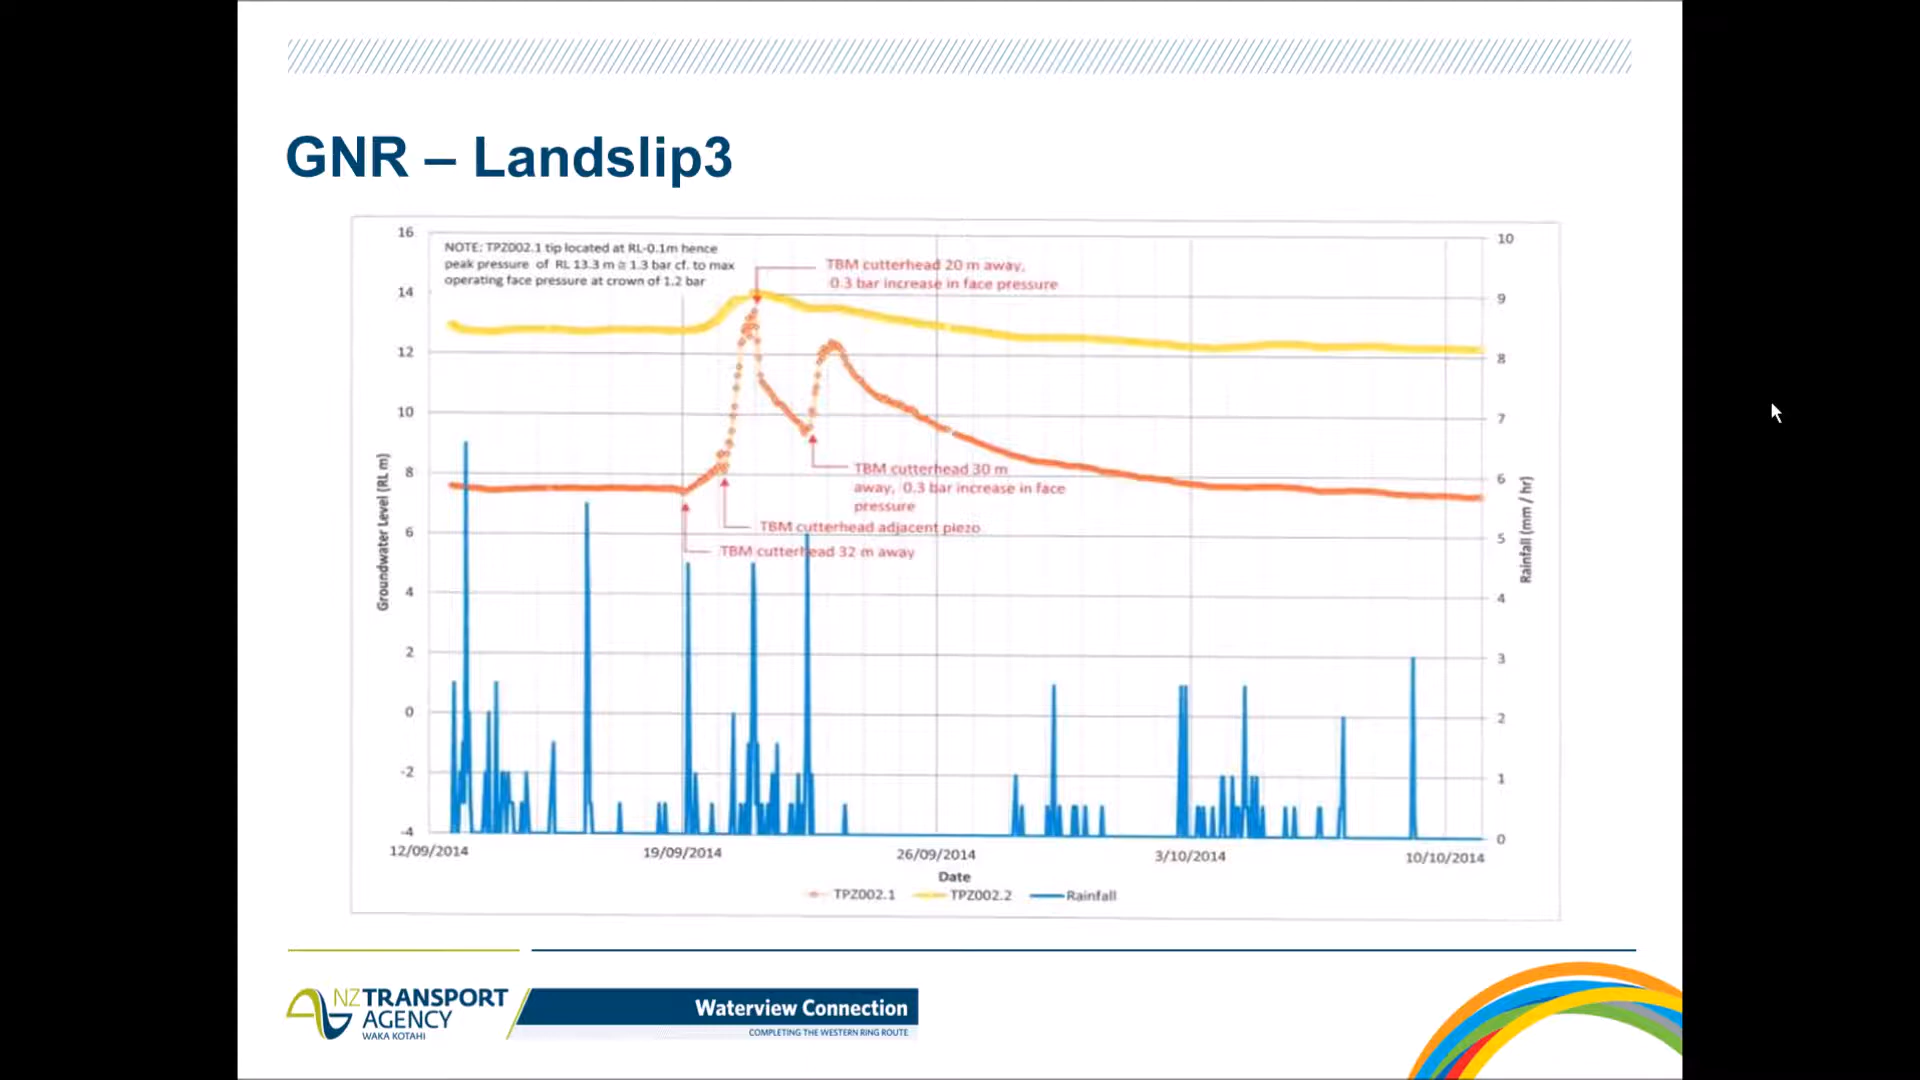 GNR – Landslip3
NOTE: TPZ002.1 tip located at RL-0.1m hence
peak pressure of RL 13.3 m ≅ 1.3 bar cf. to max
operating face pressure at crown of 1.2 bar
TBM cutterhead 20 m away,
0.3 bar increase in face pressure
TBM cutterhead 30 m
away, 0.3 bar increase in face
pressure
TBM cutterhead adjacent piezo
TBM cutterhead 32 m away
Groundwater Level (RL m)
16
14
12
10
8
6
4
2
0
-2
-4
Rainfall (mm / hr)
10
9
8
7
6
5
4
3
2
1
0
12/09/2014
19/09/2014
26/09/2014
3/10/2014
10/10/2014
Date
TPZ002.1
TPZ002.2
Rainfall
NZTRANSPORT
AGENCY
WAKA KOTAHI
Waterview Connection
COMPLETING THE WESTERN RING ROUTE